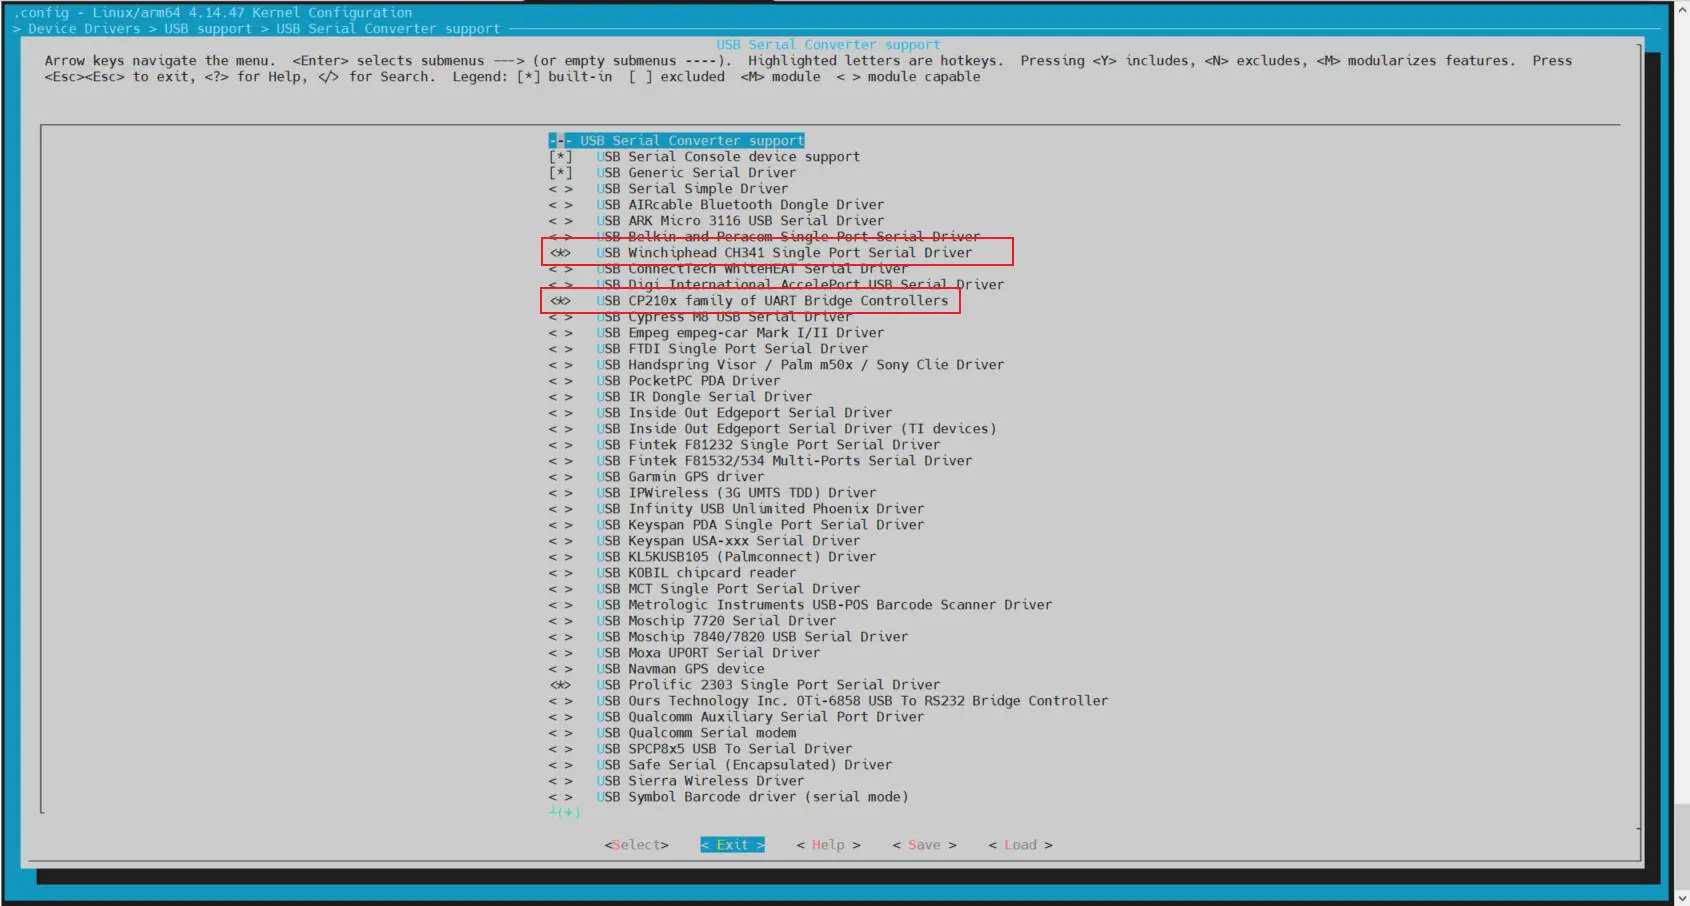 .config - Linux/arm64 4.14.47 Kernel Configuration
> Device Drivers > USB support > USB Serial Converter support
USB Serial Converter support
Arrow keys navigate the menu. <Enter> selects submenus ---> (or empty submenus ----). Highlighted letters are hotkeys. Pressing <Y> includes, <N> excludes, <M> modularizes features. Press
<Esc><Esc> to exit, <?> for Help, </> for Search. Legend: [*] built-in [ ] excluded <M> module < > module capable
--- USB Serial Converter support
[*] USB Serial Console device support
[*] USB Generic Serial Driver
< > USB Serial Simple Driver
< > USB AIRcable Bluetooth Dongle Driver
< > USB ARK Micro 3116 USB Serial Driver
< > USB Belkin and Peracom Single Port Serial Driver
<*> USB Winchiphead CH341 Single Port Serial Driver
< > USB ConnectTech WhiteHEAT Serial Driver
< > USB Digi International AccelePort USB Serial Driver
<*> USB CP210x family of UART Bridge Controllers
< > USB Cypress M8 USB Serial Driver
< > USB Empeg empeg-car Mark I/II Driver
< > USB FTDI Single Port Serial Driver
< > USB Handspring Visor / Palm m50x / Sony Clie Driver
< > USB PocketPC PDA Driver
< > USB IR Dongle Serial Driver
< > USB Inside Out Edgeport Serial Driver
< > USB Inside Out Edgeport Serial Driver (TI devices)
< > USB Fintek F81232 Single Port Serial Driver
< > USB Fintek F81532/534 Multi-Ports Serial Driver
< > USB Garmin GPS driver
< > USB IPWireless (3G UMTS TDD) Driver
< > USB Infinity USB Unlimited Phoenix Driver
< > USB Keyspan PDA Single Port Serial Driver
< > USB Keyspan USA-xxx Serial Driver
< > USB KL5KUSB105 (Palmconnect) Driver
< > USB KOBIL chipcard reader
< > USB MCT Single Port Serial Driver
< > USB Metrologic Instruments USB-POS Barcode Scanner Driver
< > USB Moschip 7720 Serial Driver
< > USB Moschip 7840/7820 USB Serial Driver
< > USB Moxa UPORT Serial Driver
< > USB Navman GPS device
<*> USB Prolific 2303 Single Port Serial Driver
< > USB Ours Technology Inc. OTi-6858 USB To RS232 Bridge Controller
< > USB Qualcomm Auxiliary Serial Port Driver
< > USB Qualcomm Serial modem
< > USB SPCP8x5 USB To Serial Driver
< > USB Safe Serial (Encapsulated) Driver
< > USB Sierra Wireless Driver
< > USB Symbol Barcode driver (serial mode)
┴(+)
<Select> < Exit > < Help > < Save > < Load >